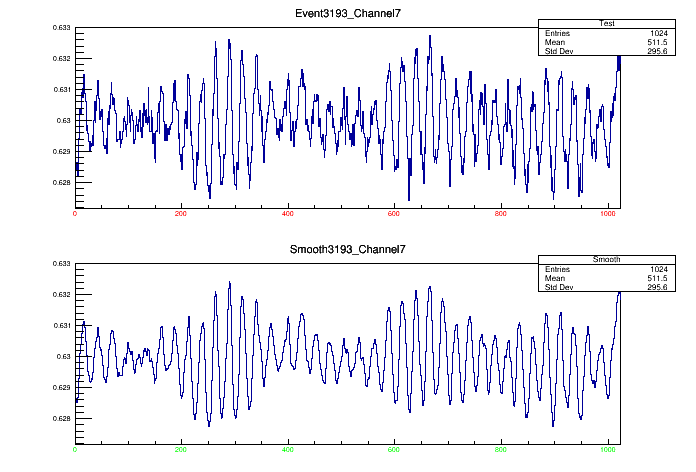 Event3193_Channel7
Test
Entries 1024
Mean 511.5
Std Dev 295.6
0.633
0.632
0.631
0.63
0.629
0.628
0 200 400 600 800 1000
Smooth3193_Channel7
Smooth
Entries 1024
Mean 511.5
Std Dev 295.6
0.633
0.632
0.631
0.63
0.629
0.628
0 200 400 600 800 1000